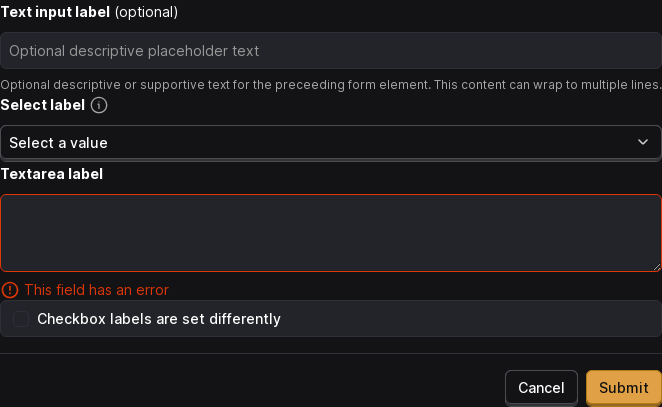 Text input label (optional)
Optional descriptive placeholder text
Optional descriptive or supportive text for the preceeding form element. This content can wrap to multiple lines.
Select label
Select a value
Textarea label
This field has an error
Checkbox labels are set differently
Cancel
Submit